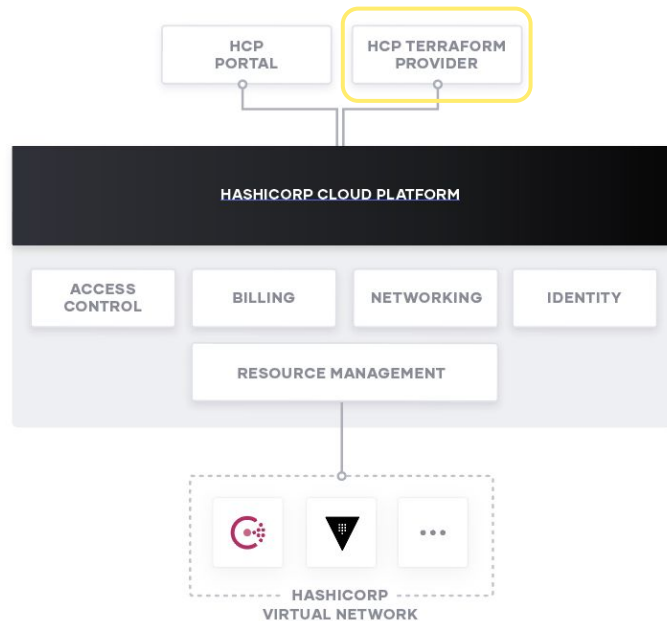 HCP
PORTAL
HCP TERRAFORM
PROVIDER
HASHICORP CLOUD PLATFORM
ACCESS
CONTROL
BILLING
NETWORKING
IDENTITY
RESOURCE MANAGEMENT
HASHICORP
VIRTUAL NETWORK